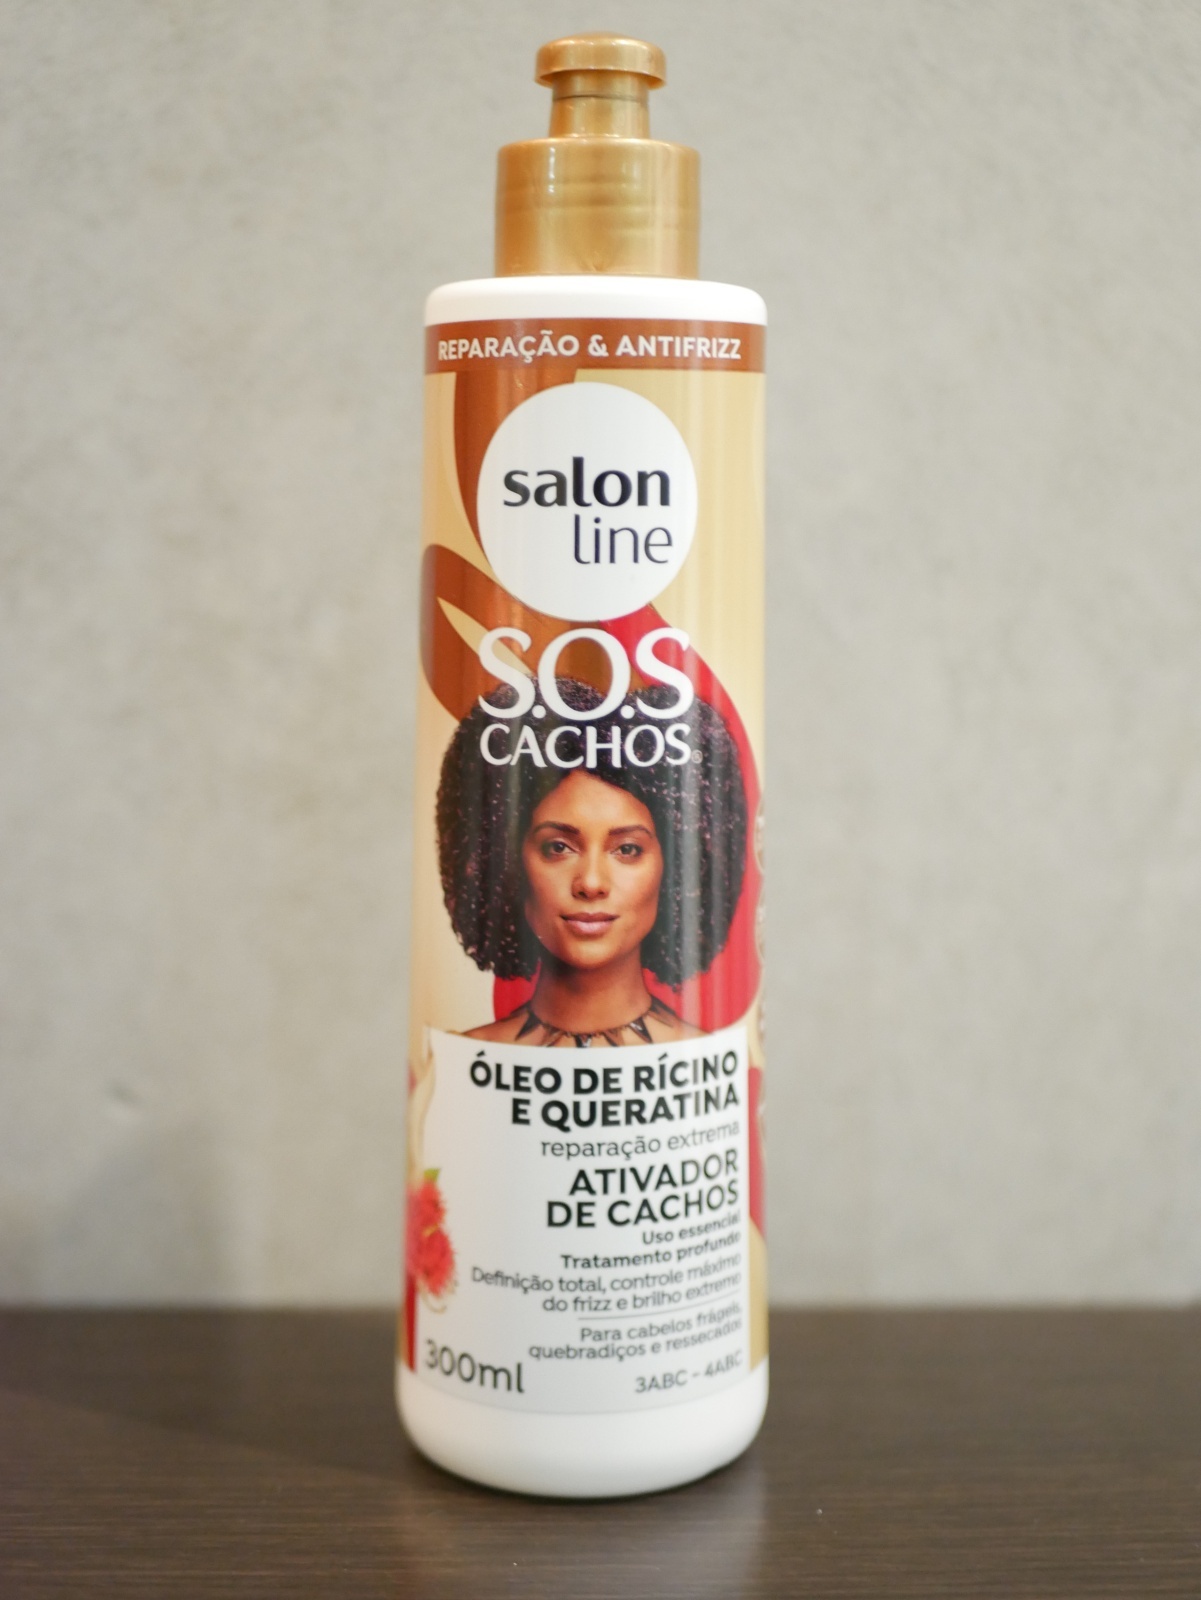 REPARAÇÃO & ANTIFRIZZ
salon
line
S.O.S
CACHOS®
ÓLEO DE RÍCINO
E QUERATINA
reparação extrema
ATIVADOR
DE CACHOS
Uso essencial
Tratamento profundo
Definição total, controle máximo
do frizz e brilho extremo
Para cabelos frágeis,
quebradiços e ressecados
300ml
3ABC - 4ABC